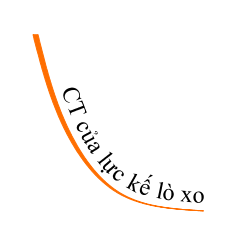 CT của lực kế lò xo